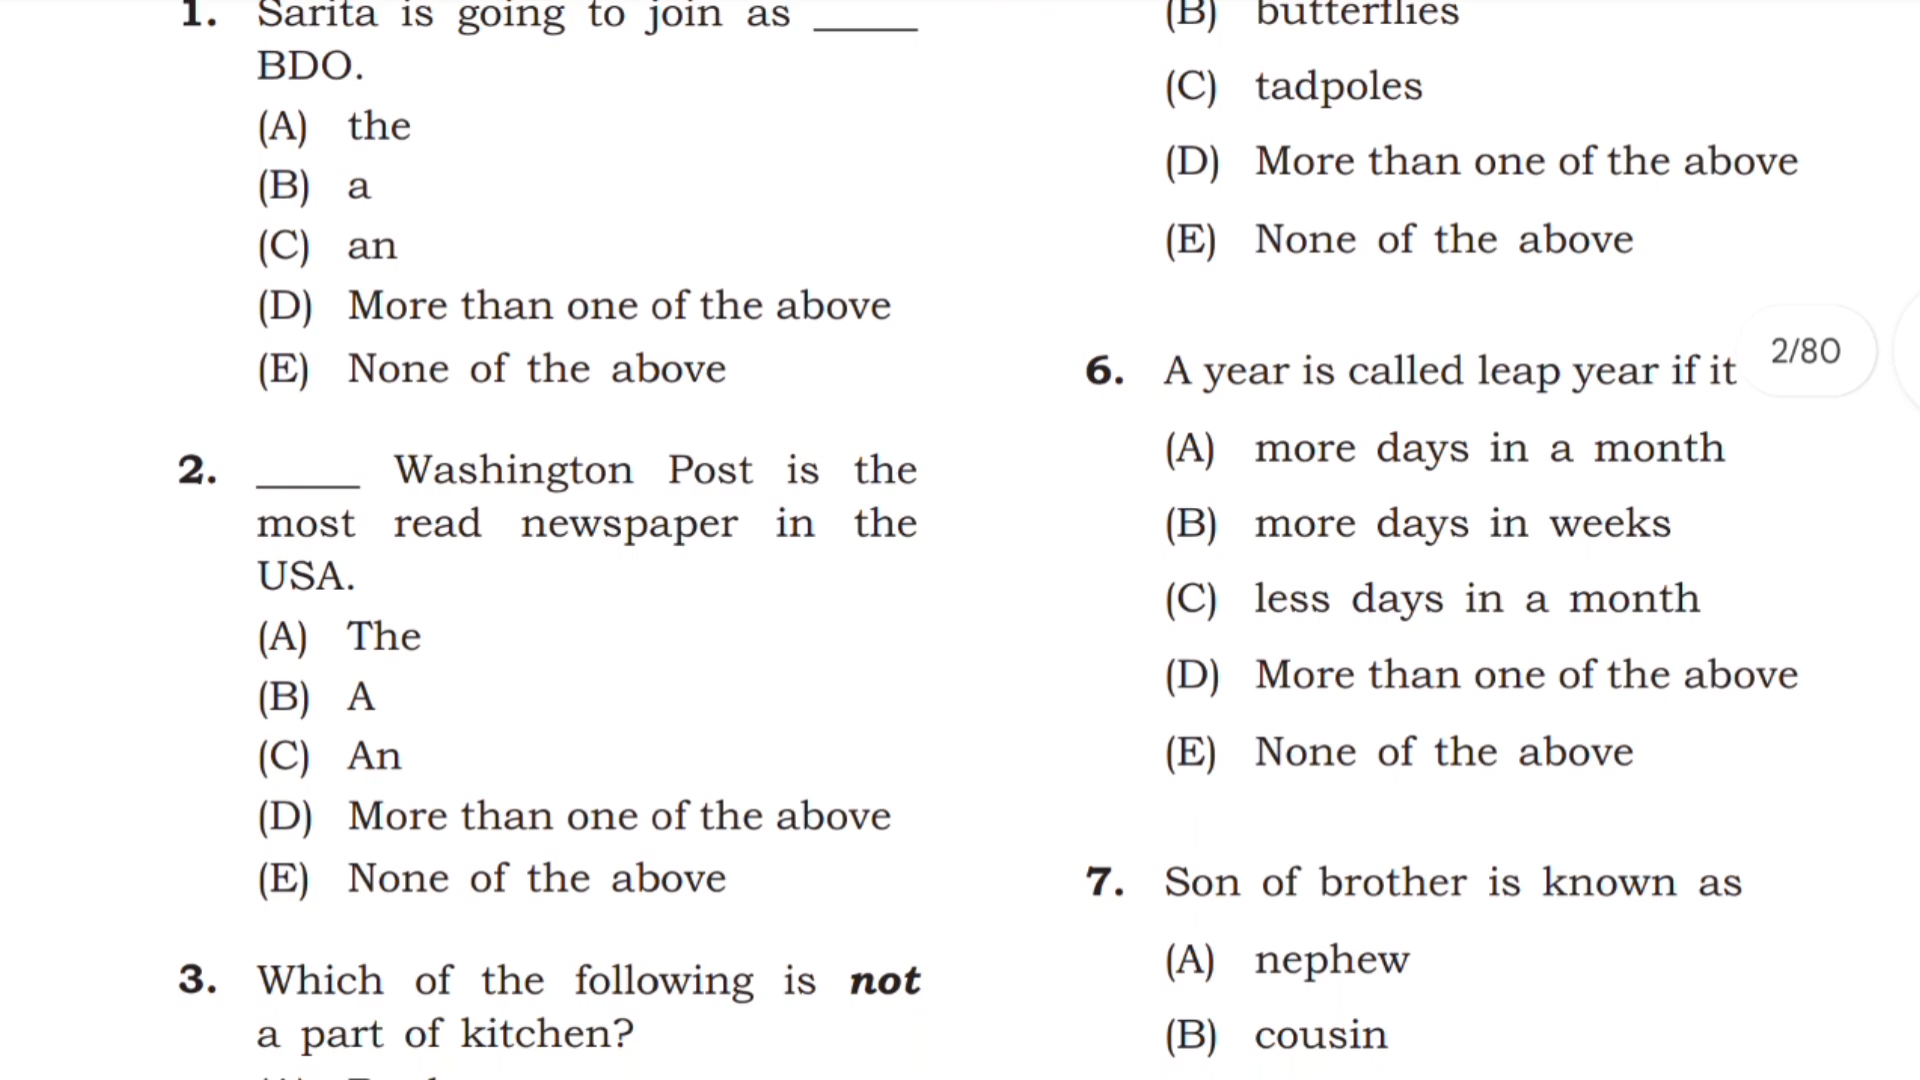 1. Sarita is going to join as _____
BDO.
(A) the
(B) a
(C) an
(D) More than one of the above
(E) None of the above
2. _____ Washington Post is the
most read newspaper in the
USA.
(A) The
(B) A
(C) An
(D) More than one of the above
(E) None of the above
3. Which of the following is not
a part of kitchen?
(B) butterflies
(C) tadpoles
(D) More than one of the above
(E) None of the above
6. A year is called leap year if it
(A) more days in a month
(B) more days in weeks
(C) less days in a month
(D) More than one of the above
(E) None of the above
7. Son of brother is known as
(A) nephew
(B) cousin
2/80